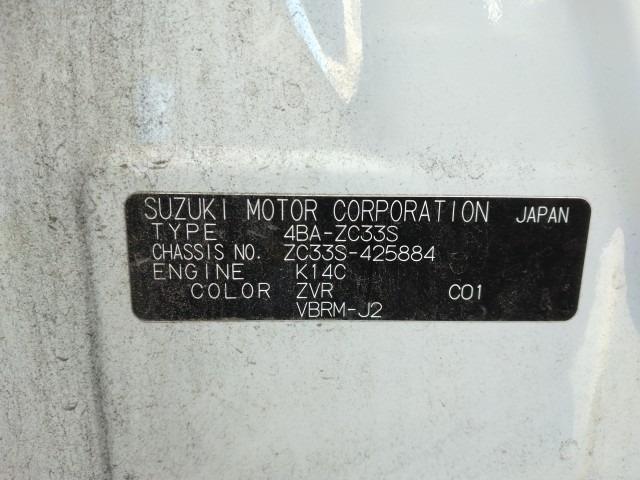 SUZUKI MOTOR CORPORATION JAPAN
TYPE 4BA-ZC33S
CHASSIS NO. ZC33S-425884
ENGINE K14C
COLOR ZVR C01
VBRM-J2